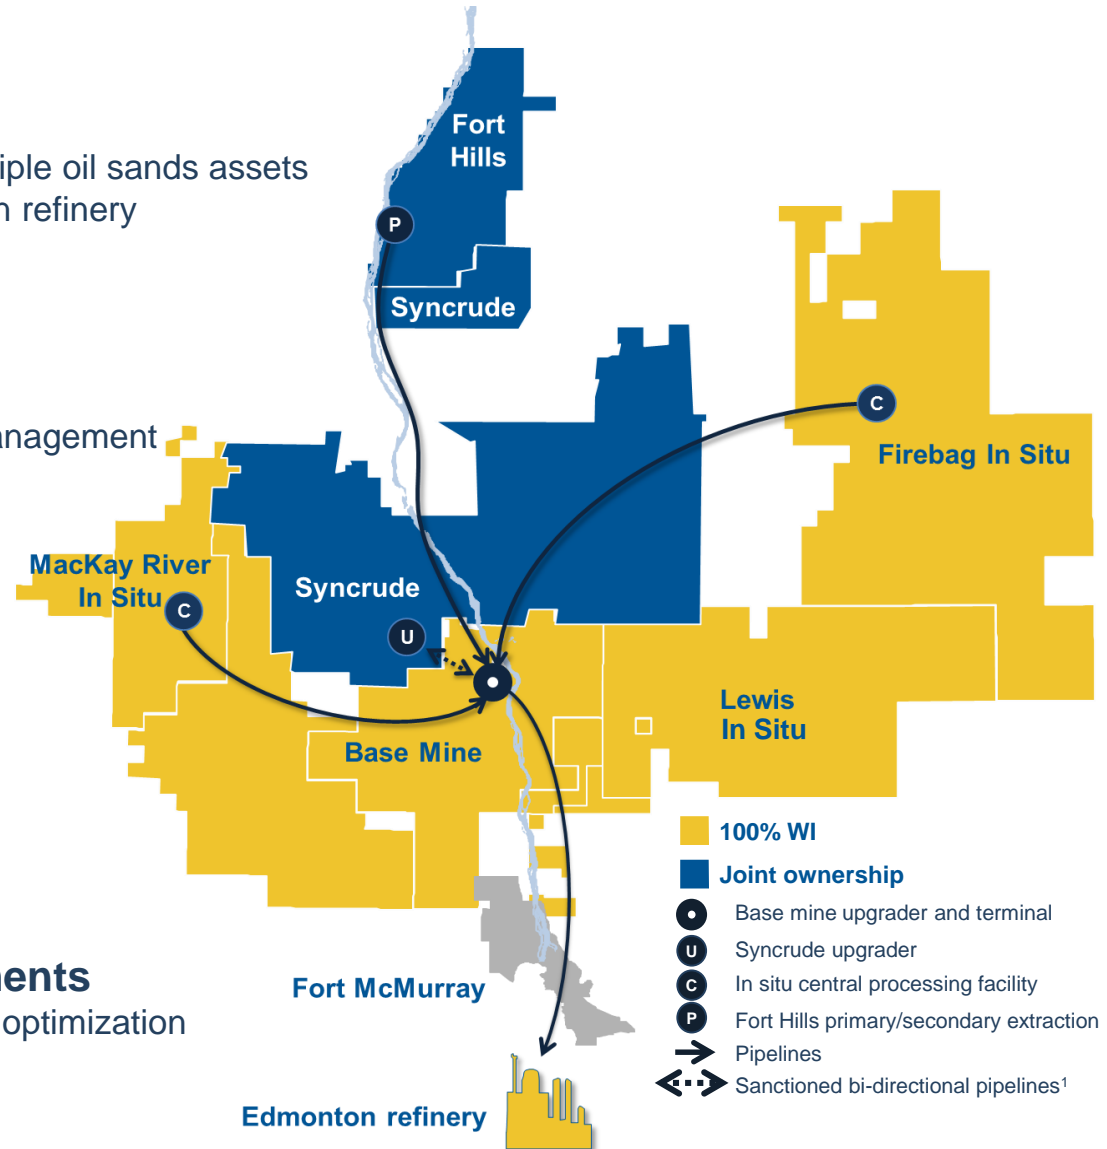 Fort
Hills
iple oil sands assets
n refinery
P
Syncrude
C
anagement
Firebag In Situ
MacKay River
In Situ
C
Syncrude
U
Lewis
In Situ
Base Mine
100% WI
Joint ownership
Base mine upgrader and terminal
U
Syncrude upgrader
nents
C
In situ central processing facility
Fort McMurray
optimization
P
Fort Hills primary/secondary extraction
Pipelines
Sanctioned bi-directional pipelines¹
Edmonton refinery